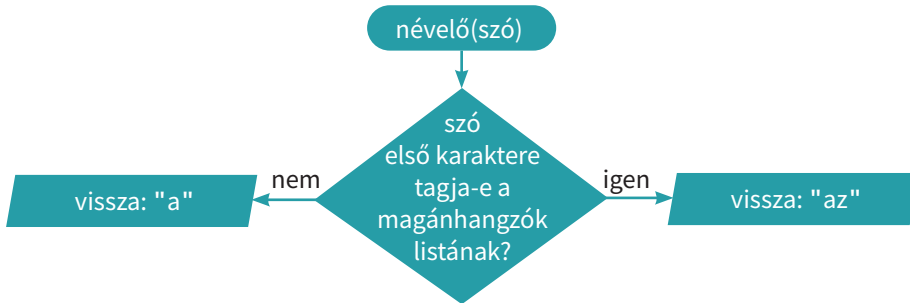 névelő(szó)
szó
első karaktere
tagja-e a
magánhangzók
listának?
nem
igen
vissza: "a"
vissza: "az"